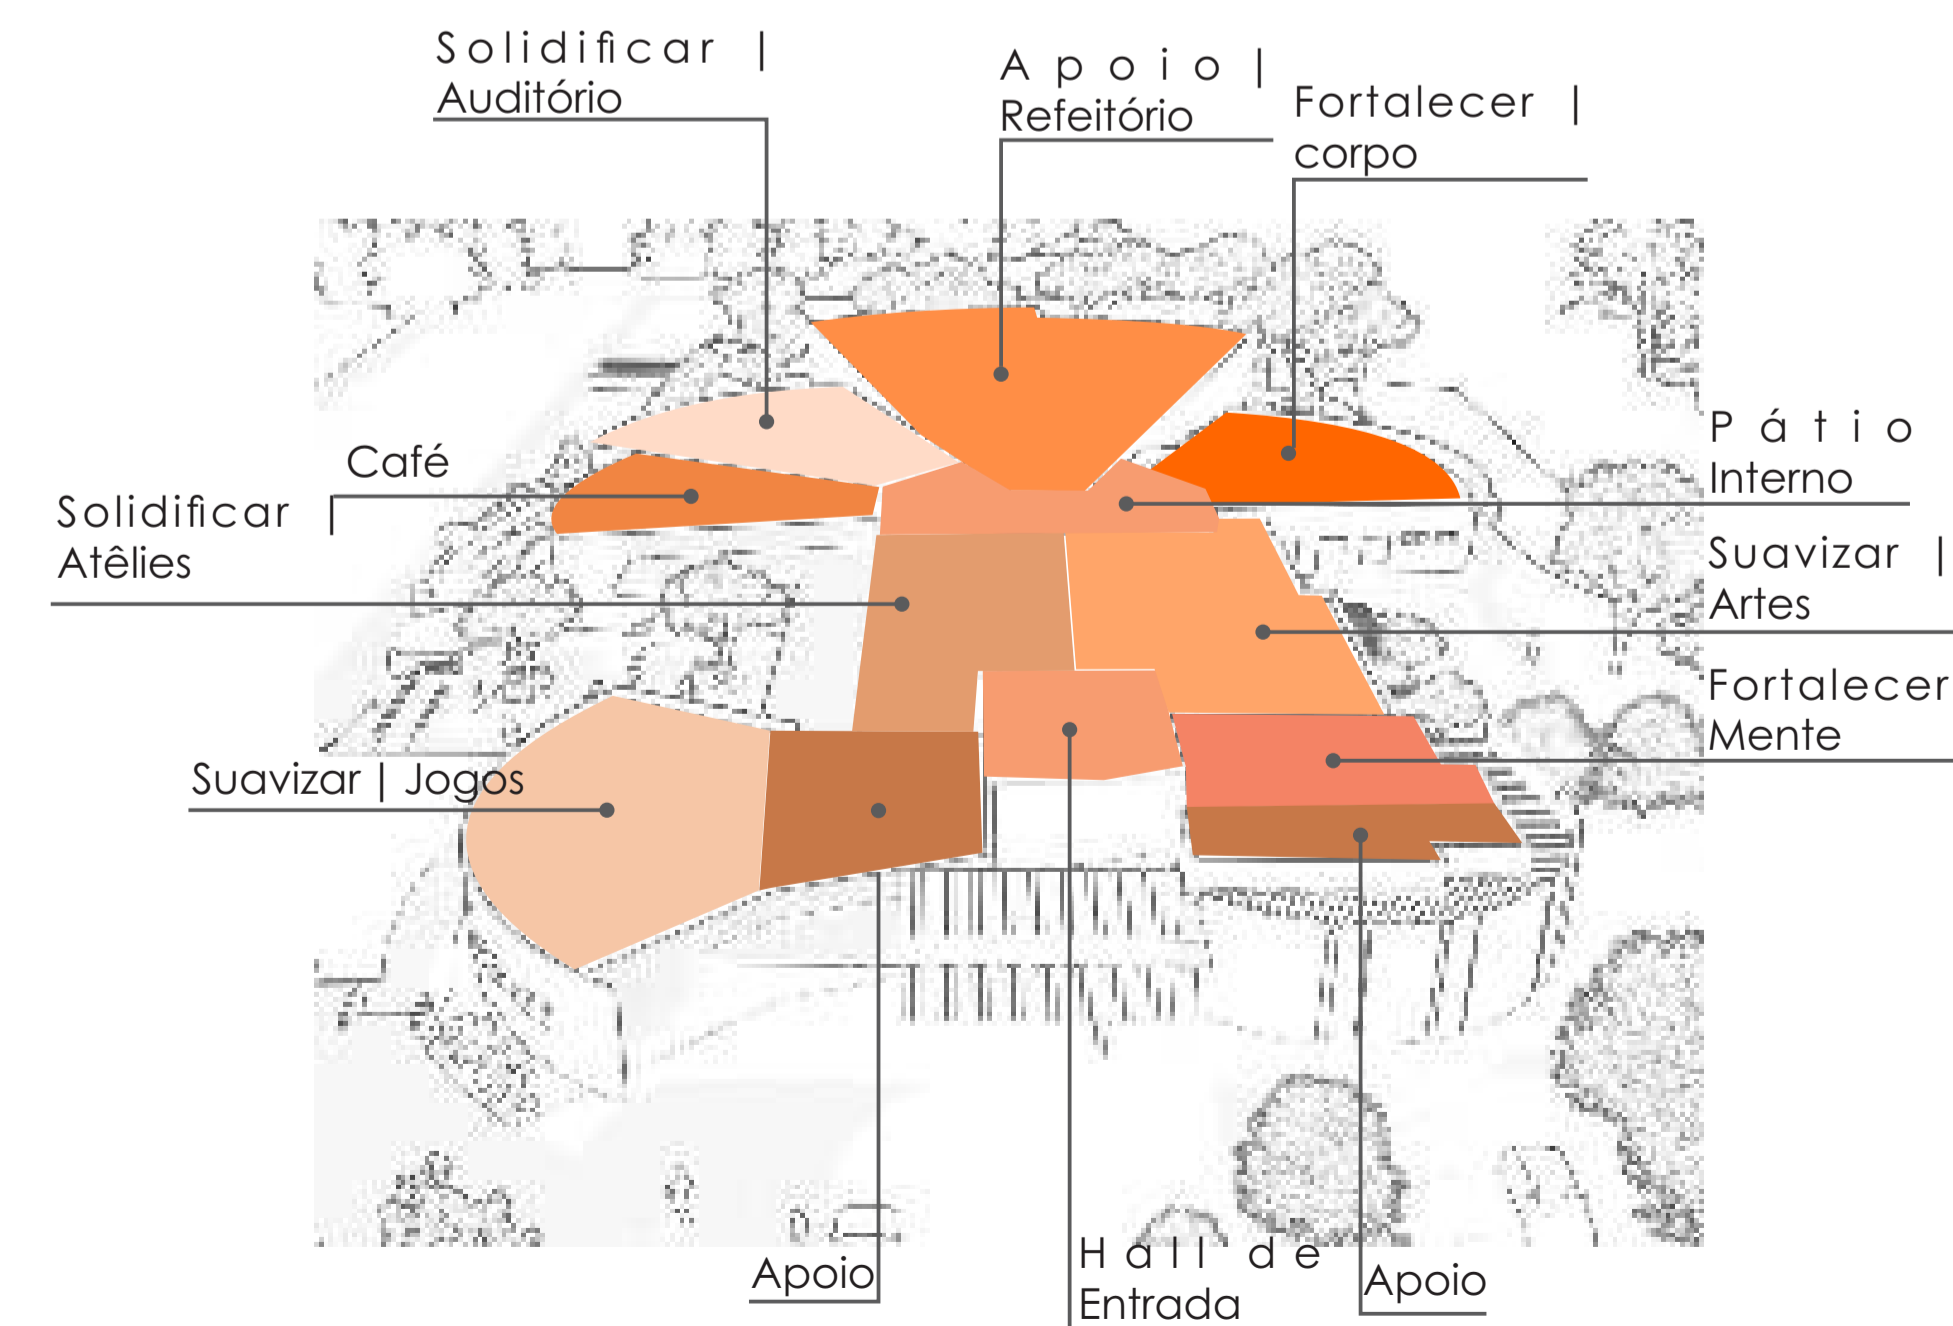 Solidificar |
Auditório
Apoio |
Refeitório
Fortalecer |
corpo
Pátio
Interno
Café
Solidificar |
Atêlies
Suavizar |
Artes
Fortalecer
Mente
Suavizar | Jogos
Apoio
Hall de
Entrada
Apoio